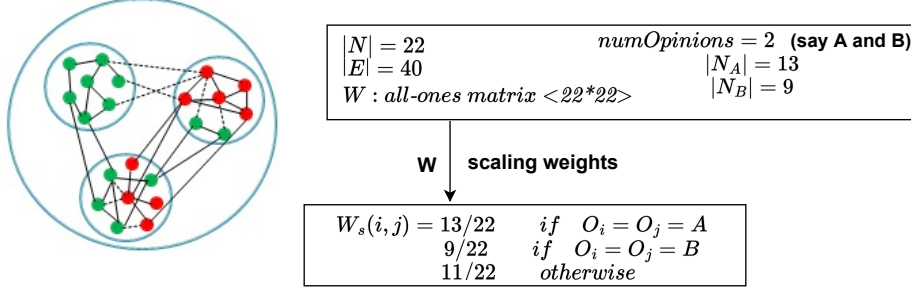 |N| = 22 numOpinions = 2 (say A and B)
|E| = 40 |N_A| = 13
W : all-ones matrix <22*22> |N_B| = 9
W scaling weights
W_s(i, j) = 13/22 if O_i = O_j = A
9/22 if O_i = O_j = B
11/22 otherwise